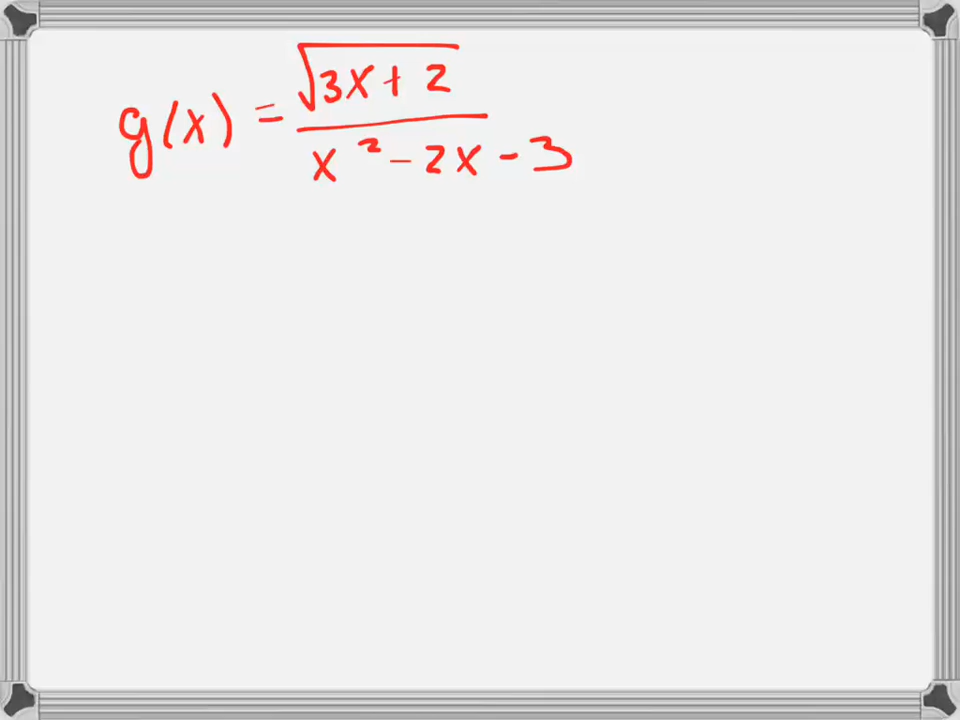 g(x) = √(3x + 2) / (x² - 2x - 3)